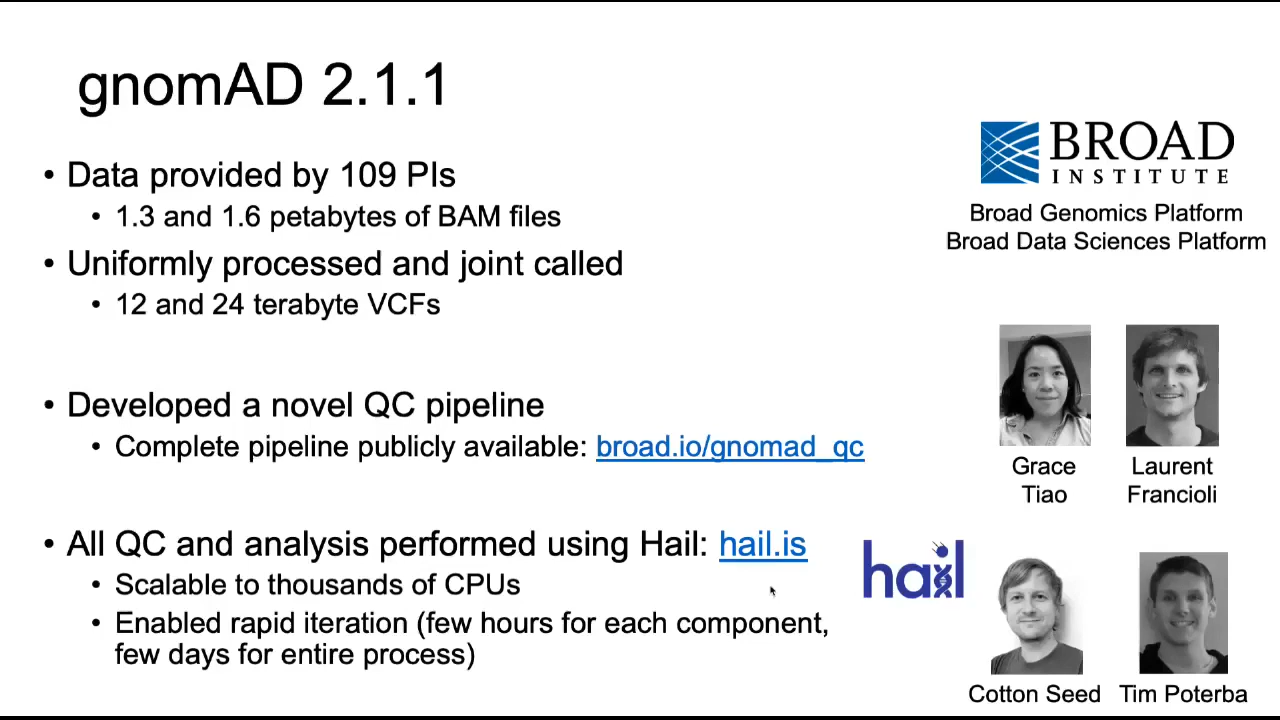 gnomAD 2.1.1
• Data provided by 109 PIs
• 1.3 and 1.6 petabytes of BAM files
• Uniformly processed and joint called
• 12 and 24 terabyte VCFs
• Developed a novel QC pipeline
• Complete pipeline publicly available: broad.io/gnomad_qc
• All QC and analysis performed using Hail: hail.is
• Scalable to thousands of CPUs
• Enabled rapid iteration (few hours for each component,
few days for entire process)
BROAD
INSTITUTE
Broad Genomics Platform
Broad Data Sciences Platform
Grace
Tiao
Laurent
Francioli
hail
Cotton Seed
Tim Poterba